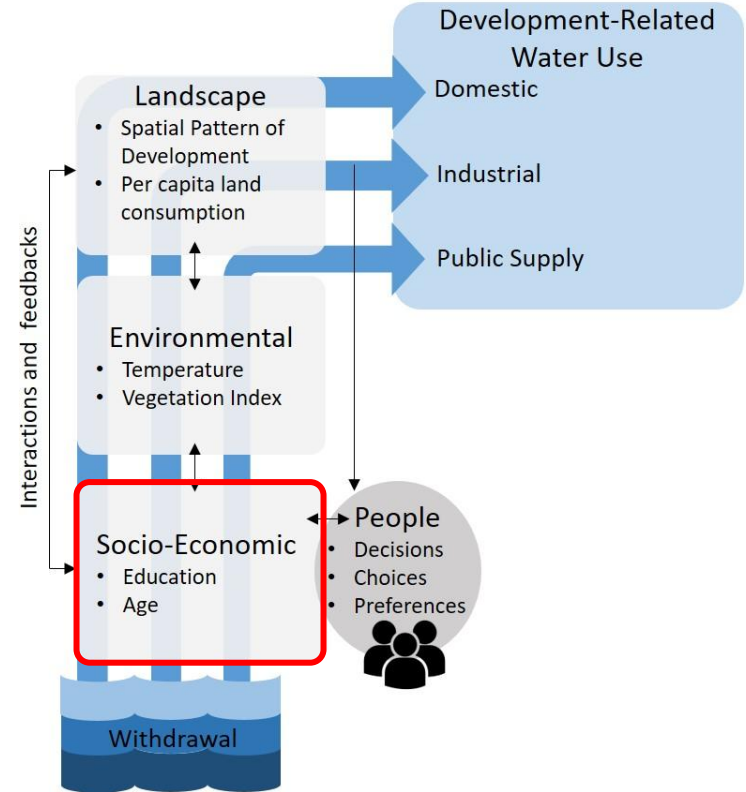 Development-Related
Water Use
Domestic
Industrial
Public Supply
Landscape
• Spatial Pattern of
Development
• Per capita land
consumption
Interactions and feedbacks
Environmental
• Temperature
• Vegetation Index
Socio-Economic
• Education
• Age
People
• Decisions
• Choices
• Preferences
Withdrawal